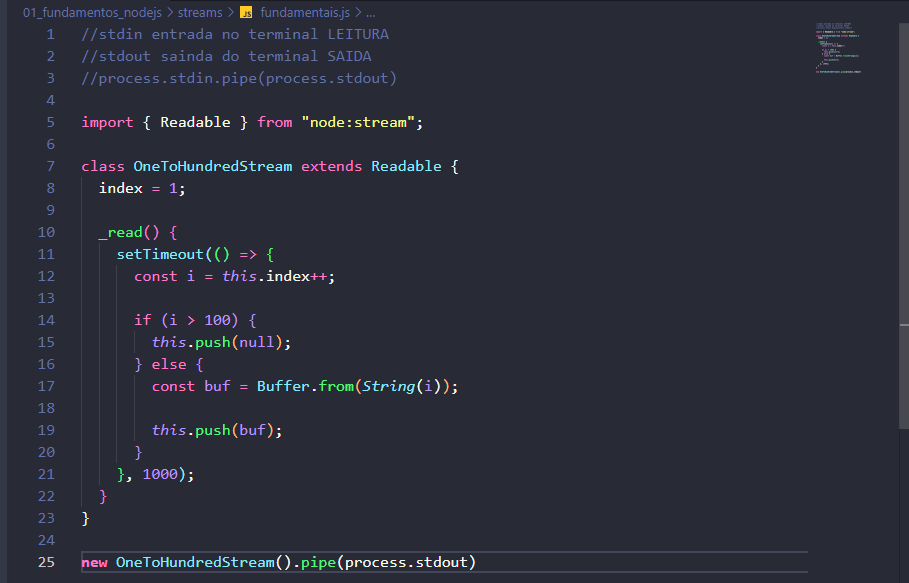 01_fundamentos_nodejs > streams > JS fundamentais.js > ...
1 //stdin entrada no terminal LEITURA
2 //stdout sainda do terminal SAIDA
3 //process.stdin.pipe(process.stdout)
4
5 import { Readable } from "node:stream";
6
7 class OneToHundredStream extends Readable {
8 index = 1;
9
10 _read() {
11 setTimeout(() => {
12 const i = this.index++;
13
14 if (i > 100) {
15 this.push(null);
16 } else {
17 const buf = Buffer.from(String(i));
18
19 this.push(buf);
20 }
21 }, 1000);
22 }
23 }
24
25 new OneToHundredStream().pipe(process.stdout)